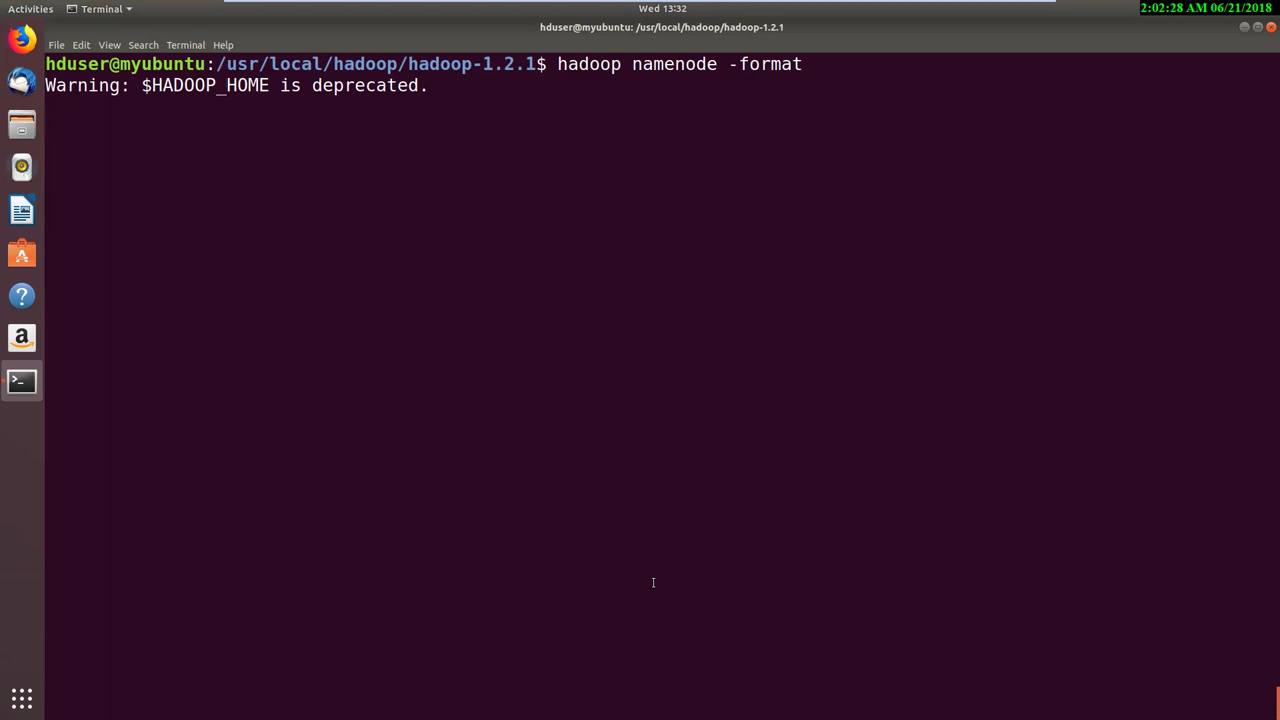 Activities Terminal Wed 13:32 2:02:28 AM 06/21/2018
hduser@myubuntu: /usr/local/hadoop/hadoop-1.2.1
File Edit View Search Terminal Help
hduser@myubuntu:/usr/local/hadoop/hadoop-1.2.1$ hadoop namenode -format
Warning: $HADOOP_HOME is deprecated.